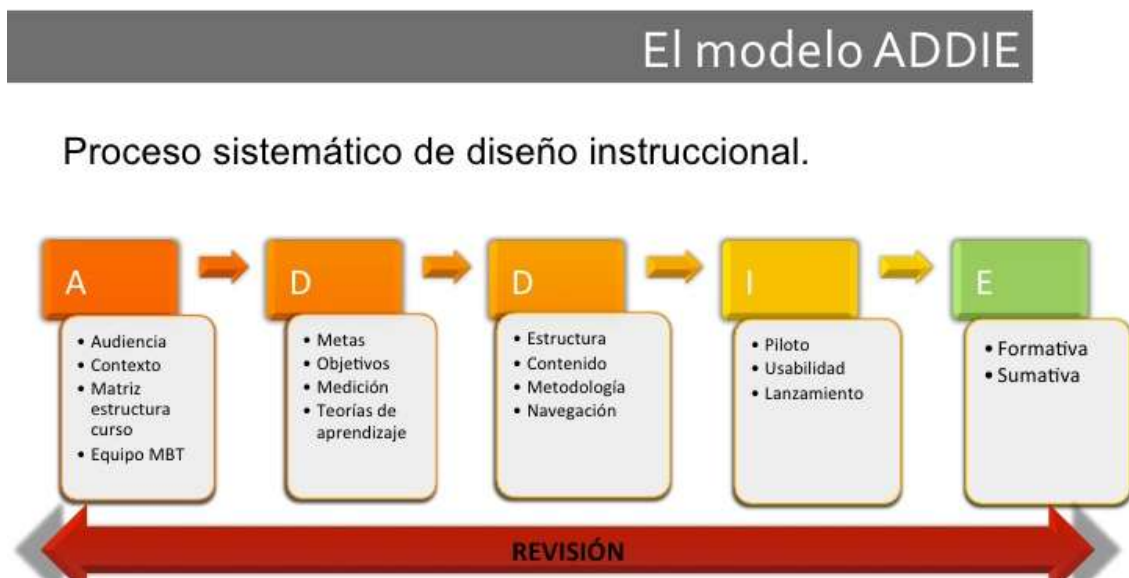 El modelo ADDIE
Proceso sistemático de diseño instruccional.
A
• Audiencia
• Contexto
• Matriz
estructura
curso
• Equipo MBT
D
• Metas
• Objetivos
• Medición
• Teorías de
aprendizaje
D
• Estructura
• Contenido
• Metodología
• Navegación
I
• Piloto
• Usabilidad
• Lanzamiento
E
• Formativa
• Sumativa
REVISIÓN